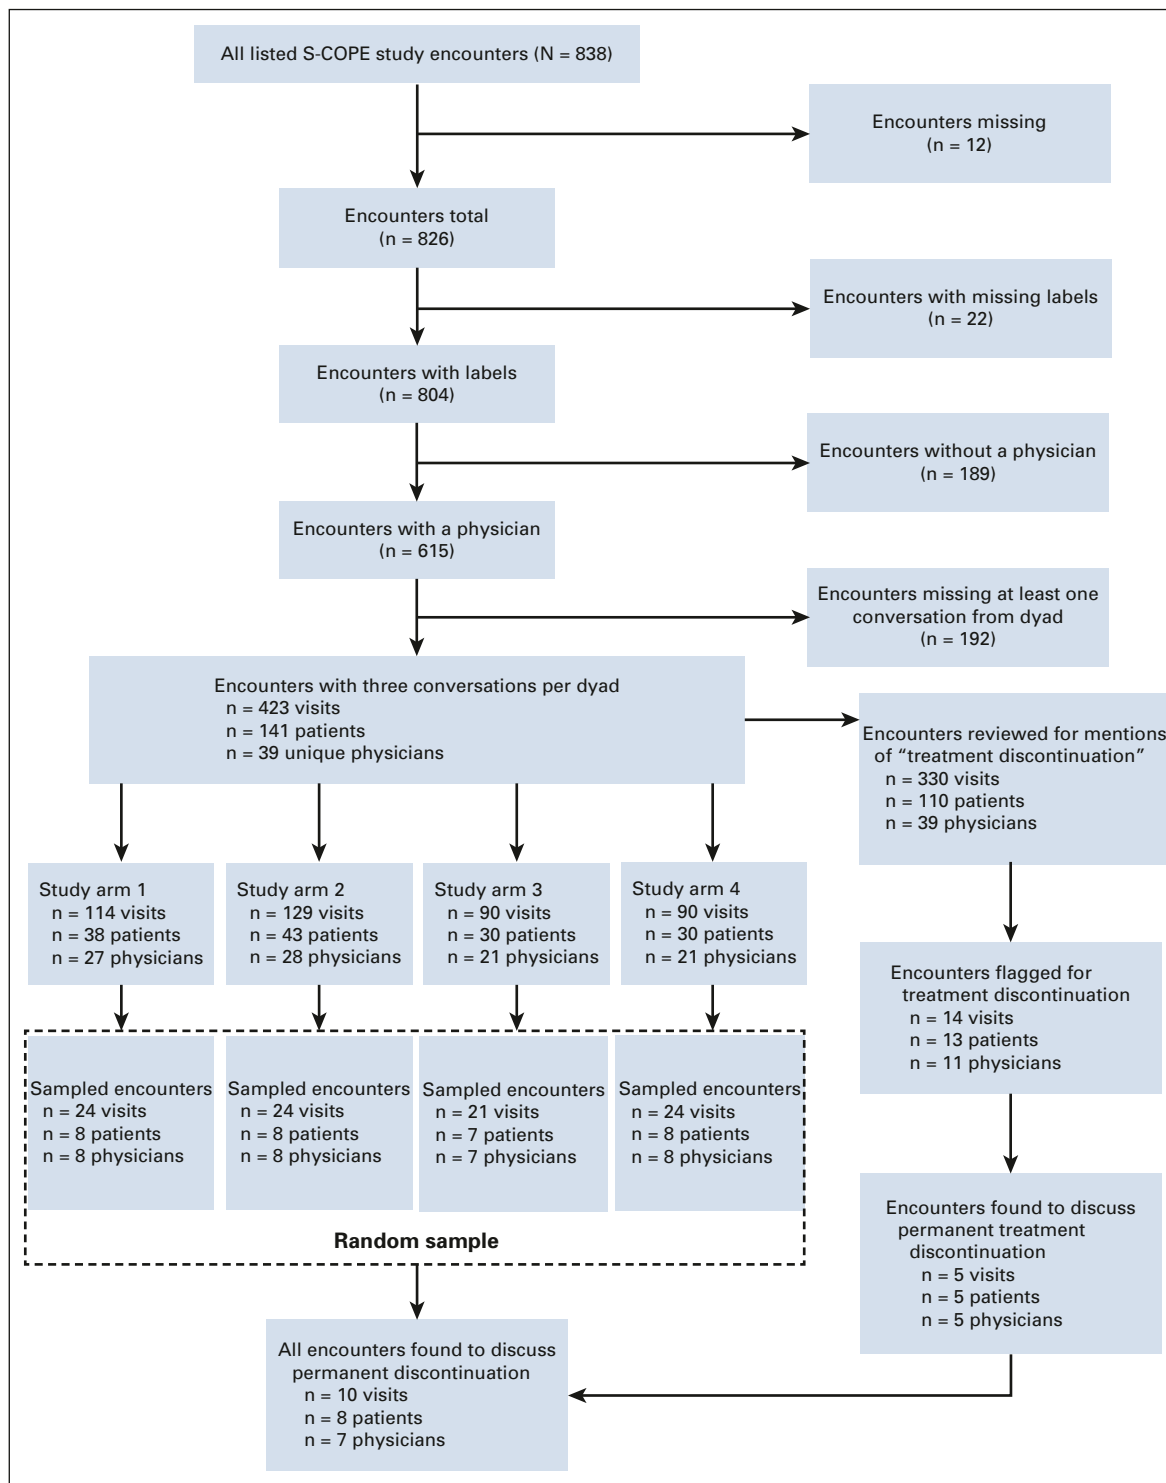 All listed S-COPE study encounters (N = 838)
Encounters missing
(n = 12)
Encounters total
(n = 826)
Encounters with missing labels
(n = 22)
Encounters with labels
(n = 804)
Encounters without a physician
(n = 189)
Encounters with a physician
(n = 615)
Encounters missing at least one
conversation from dyad
(n = 192)
Encounters with three conversations per dyad
n = 423 visits
n = 141 patients
n = 39 unique physicians
Encounters reviewed for mentions
of “treatment discontinuation”
n = 330 visits
n = 110 patients
n = 39 physicians
Study arm 1
n = 114 visits
n = 38 patients
n = 27 physicians
Study arm 2
n = 129 visits
n = 43 patients
n = 28 physicians
Study arm 3
n = 90 visits
n = 30 patients
n = 21 physicians
Study arm 4
n = 90 visits
n = 30 patients
n = 21 physicians
Encounters flagged for
treatment discontinuation
n = 14 visits
n = 13 patients
n = 11 physicians
Sampled encounters
n = 24 visits
n = 8 patients
n = 8 physicians
Sampled encounters
n = 24 visits
n = 8 patients
n = 8 physicians
Sampled encounters
n = 21 visits
n = 7 patients
n = 7 physicians
Sampled encounters
n = 24 visits
n = 8 patients
n = 8 physicians
Random sample
Encounters found to discuss
permanent treatment
discontinuation
n = 5 visits
n = 5 patients
n = 5 physicians
All encounters found to discuss
permanent discontinuation
n = 10 visits
n = 8 patients
n = 7 physicians